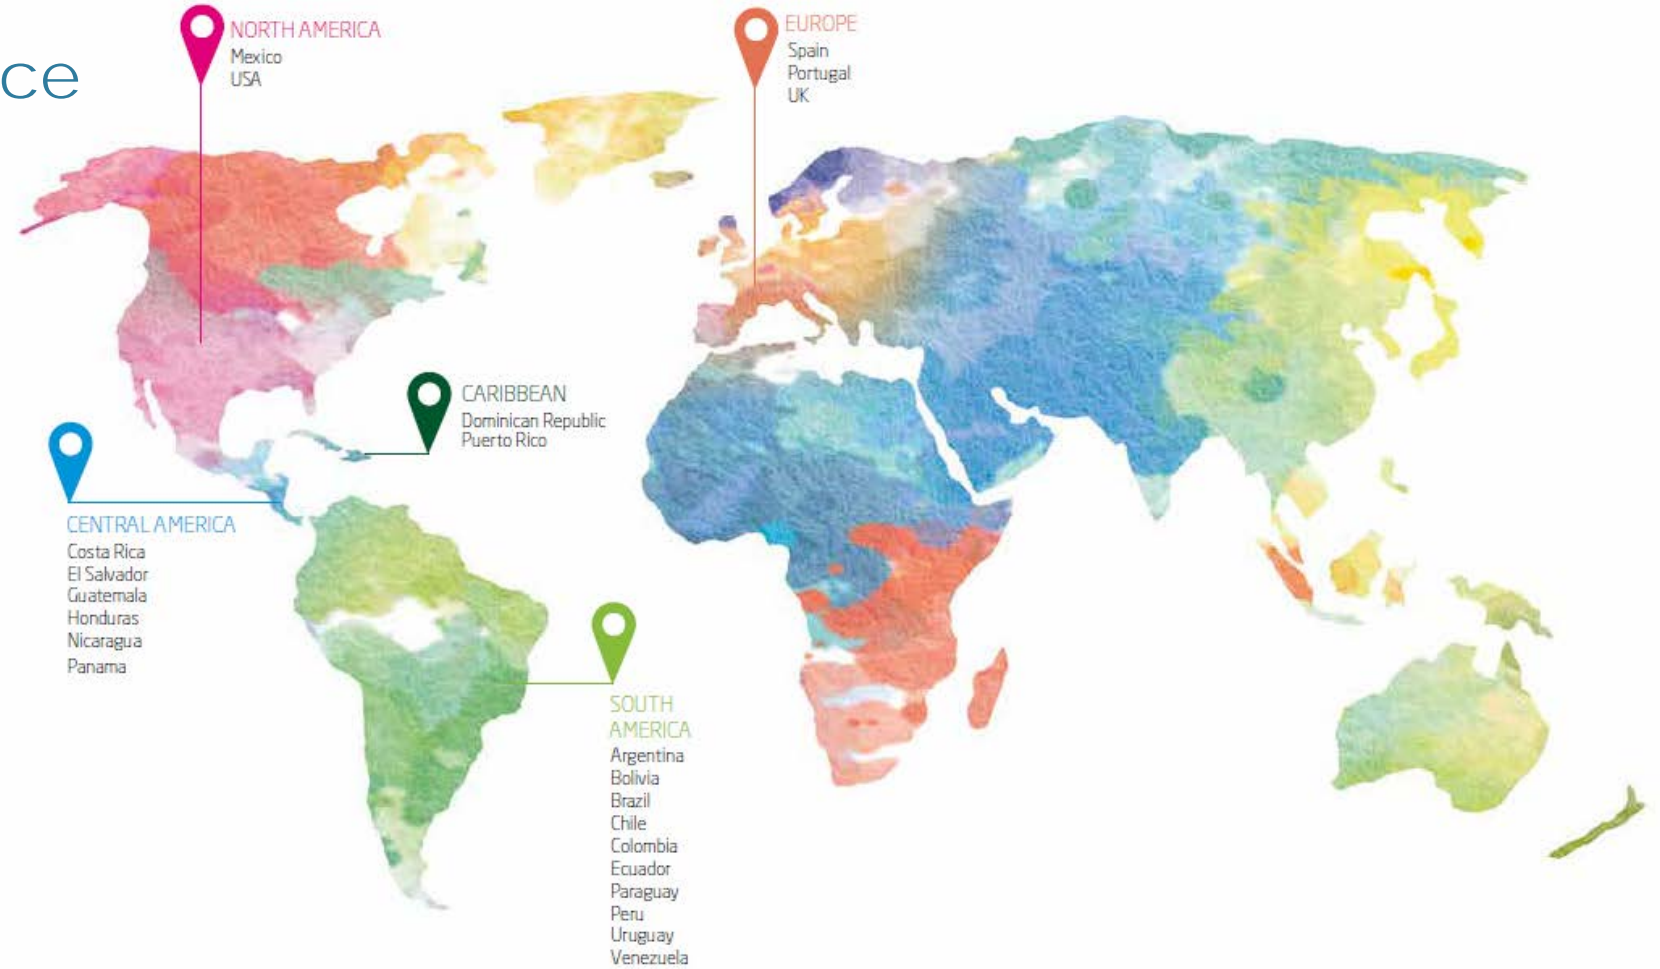 ce
NORTH AMERICA
Mexico
USA
EUROPE
Spain
Portugal
UK
CARIBBEAN
Dominican Republic
Puerto Rico
CENTRAL AMERICA
Costa Rica
El Salvador
Guatemala
Honduras
Nicaragua
Panama
SOUTH
AMERICA
Argentina
Bolivia
Brazil
Chile
Colombia
Ecuador
Paraguay
Peru
Uruguay
Venezuela